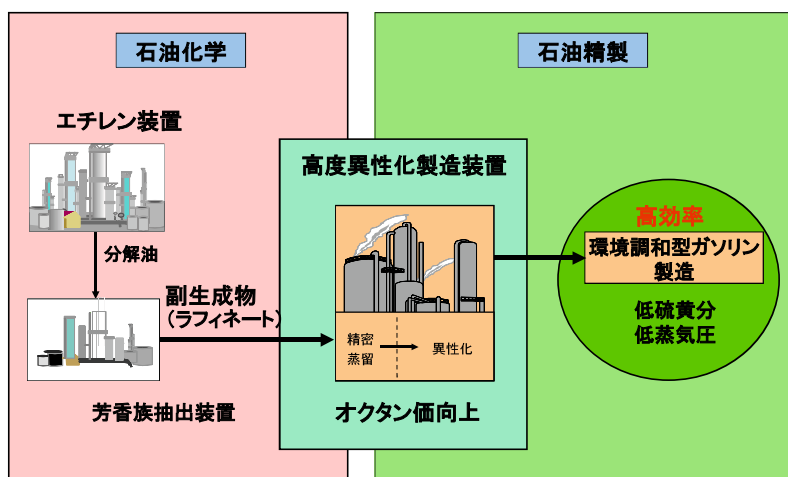 石油化学
石油精製
エチレン装置
分解油
副生成物
（ラフィネート）
芳香族抽出装置
高度異性化製造装置
精密
蒸留
異性化
オクタン価向上
高効率
環境調和型ガソリン
製造
低硫黄分
低蒸気圧